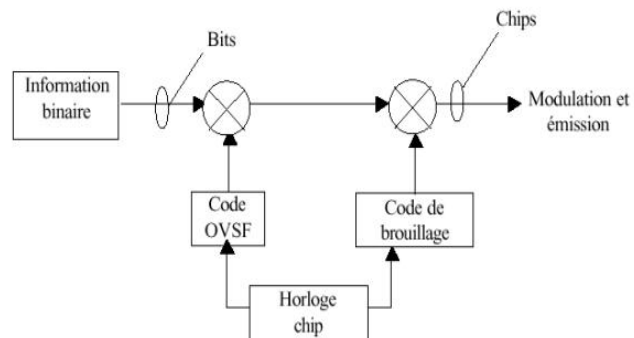 Chips
Bits
Information
binaire
Modulation et
émission
Code
OVSF
Code de
brouillage
Horloge
chip